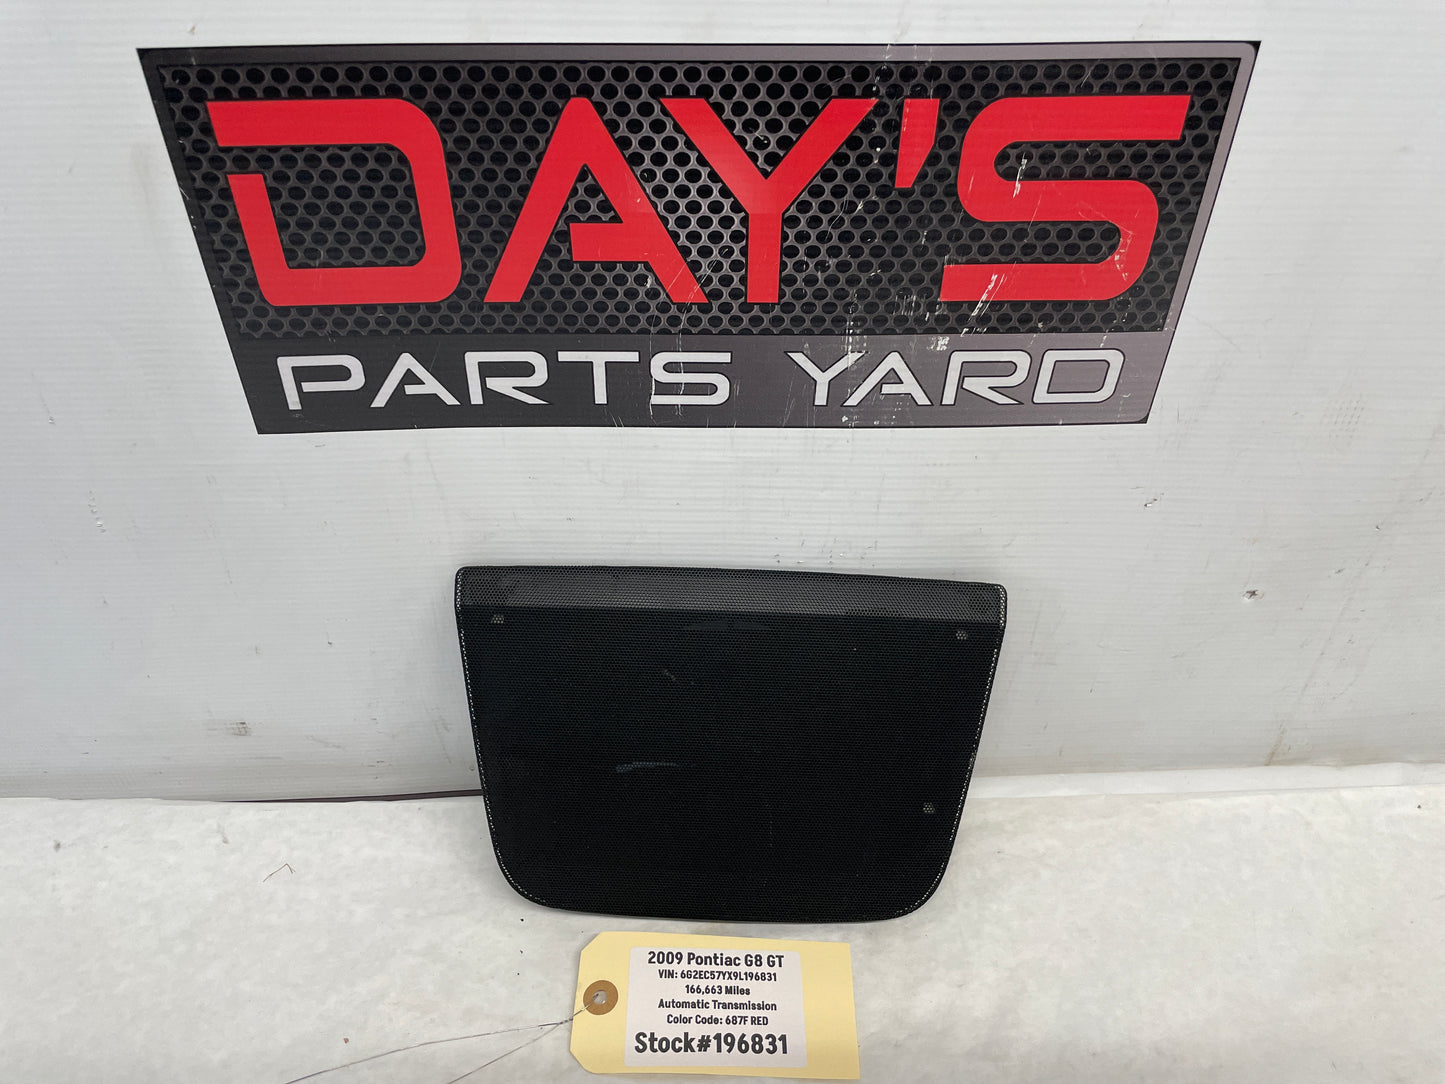 DAY'S
PARTS YARD
2009 Pontiac G8 GT
VIN: 6G2EC57YX9L196831
166,663 Miles
Automatic Transmission
Color Code: 687F RED
Stock#196831